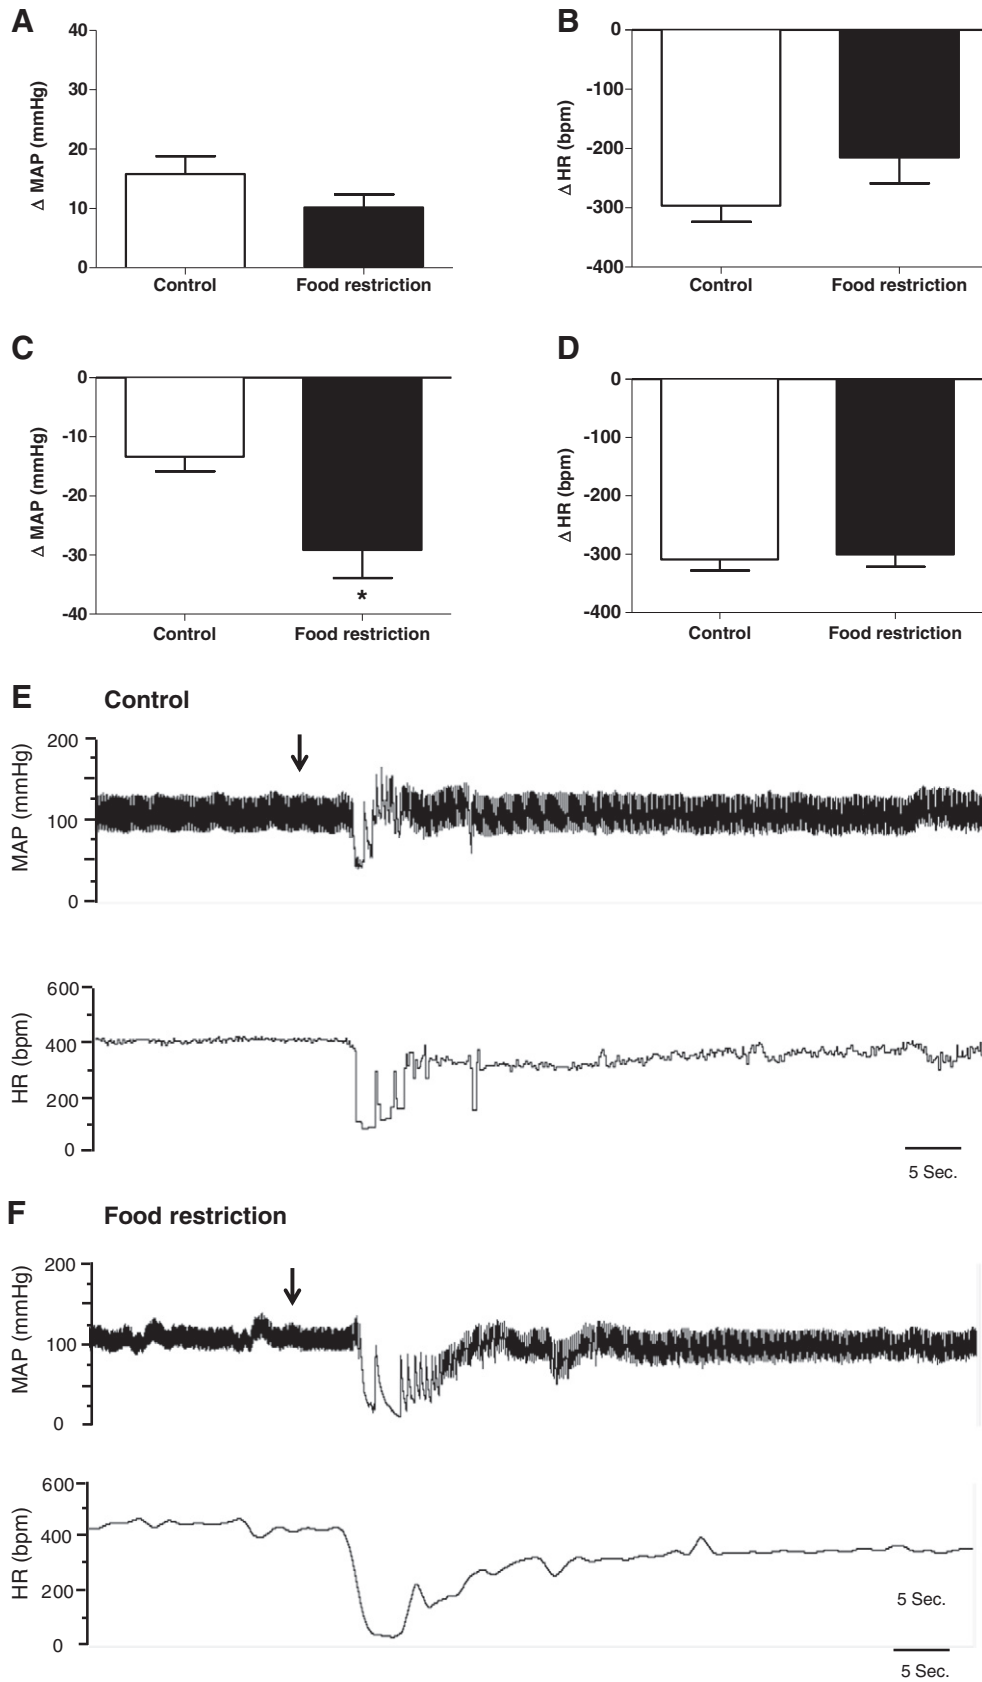 A
Δ MAP (mmHg)
40
30
20
10
0
Control
Food restriction
B
Δ HR (bpm)
0
-100
-200
-300
-400
Control
Food restriction
C
Δ MAP (mmHg)
0
-10
-20
-30
-40
*
Control
Food restriction
D
Δ HR (bpm)
0
-100
-200
-300
-400
Control
Food restriction
E
Control
MAP (mmHg)
200
100
0
HR (bpm)
600
400
200
0
5 Sec.
F
Food restriction
MAP (mmHg)
200
100
0
HR (bpm)
600
400
200
0
5 Sec.
5 Sec.